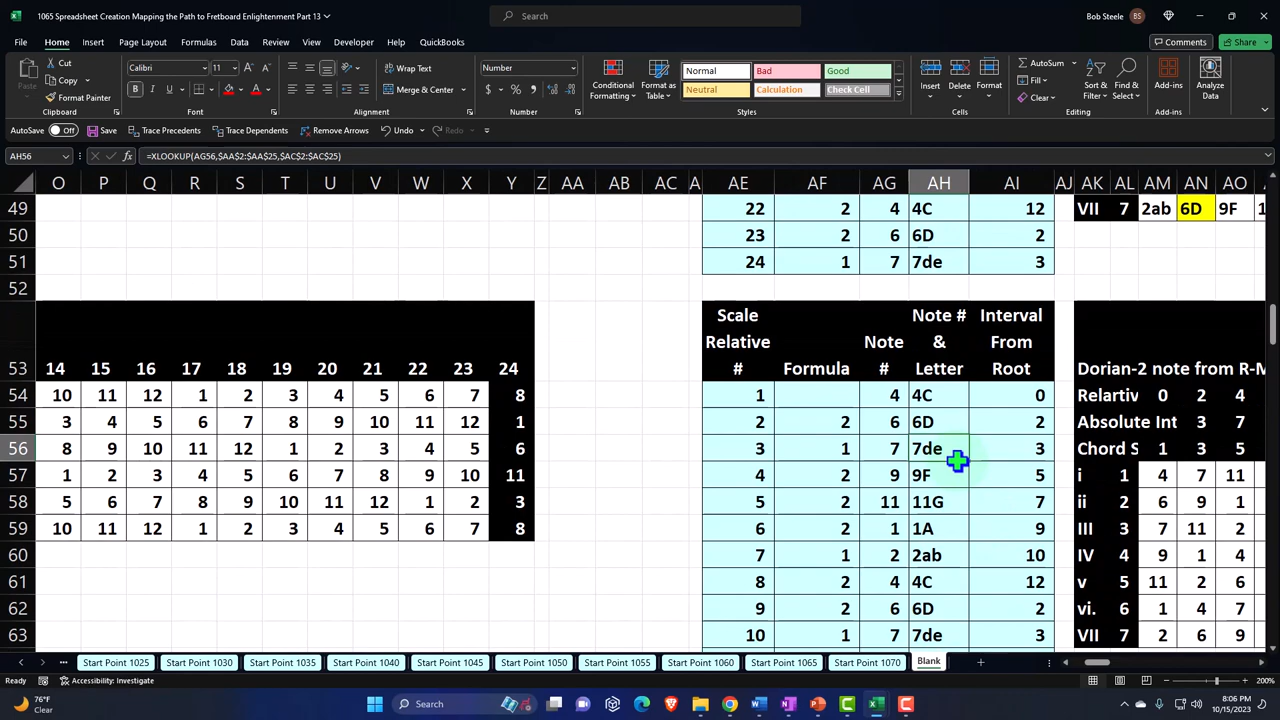 1065 Spreadsheet Creation Mapping the Path to Fretboard Enlightenment Part 13
Search
Bob Steele BS
File Home Insert Page Layout Formulas Data Review View Developer Help QuickBooks
Comments Share
Cut
Copy
Format Painter
Paste
Clipboard
Calibri 11
Font
Wrap Text
Merge & Center
Alignment
Number
Number
Conditional Formatting
Format as Table
Normal Bad Good
Neutral Calculation Check Cell
Styles
Insert Delete Format
Cells
AutoSum
Fill
Clear
Sort & Filter
Find & Select
Editing
Add-ins
Add-ins
Analyze Data
AutoSave Off Save Trace Precedents Trace Dependents Remove Arrows Undo Redo
AH56 =XLOOKUP(AG56,$AA$2:$AA$25,$AC$2:$AC$25)
O P Q R S T U V W X Y Z AA AB AC A AE AF AG AH AI AJ AK AL AM AN AO
49 22 2 4 4C 12 VII 7 2ab 6D 9F
50 23 2 6 6D 2
51 24 1 7 7de 3
52
Scale Relative # Formula Note # Note # & Letter Interval From Root
53 14 15 16 17 18 19 20 21 22 23 24 Dorian-2 note from R-M
54 10 11 12 1 2 3 4 5 6 7 8 1 4 4C 0 Relartiv 0 2 4
55 3 4 5 6 7 8 9 10 11 12 1 2 2 6 6D 2 Absolute Int 3 7
56 8 9 10 11 12 1 2 3 4 5 6 3 1 7 7de 3 Chord S 1 3 5
57 1 2 3 4 5 6 7 8 9 10 11 4 2 9 9F 5 i 1 4 7 11
58 5 6 7 8 9 10 11 12 1 2 3 5 2 11 11G 7 ii 2 6 9 1
59 10 11 12 1 2 3 4 5 6 7 8 6 2 1 1A 9 III 3 7 11 2
60 7 1 2 2ab 10 IV 4 9 1 4
61 8 2 4 4C 12 v 5 11 2 6
62 9 2 6 6D 2 vi. 6 1 4 7
63 10 1 7 7de 3 VII 7 2 6 9
Start Point 1025 Start Point 1030 Start Point 1035 Start Point 1040 Start Point 1045 Start Point 1050 Start Point 1055 Start Point 1060 Start Point 1065 Start Point 1070 Blank
Ready Accessibility: Investigate 200%
76°F
Clear
Search
8:06 PM
10/15/2023